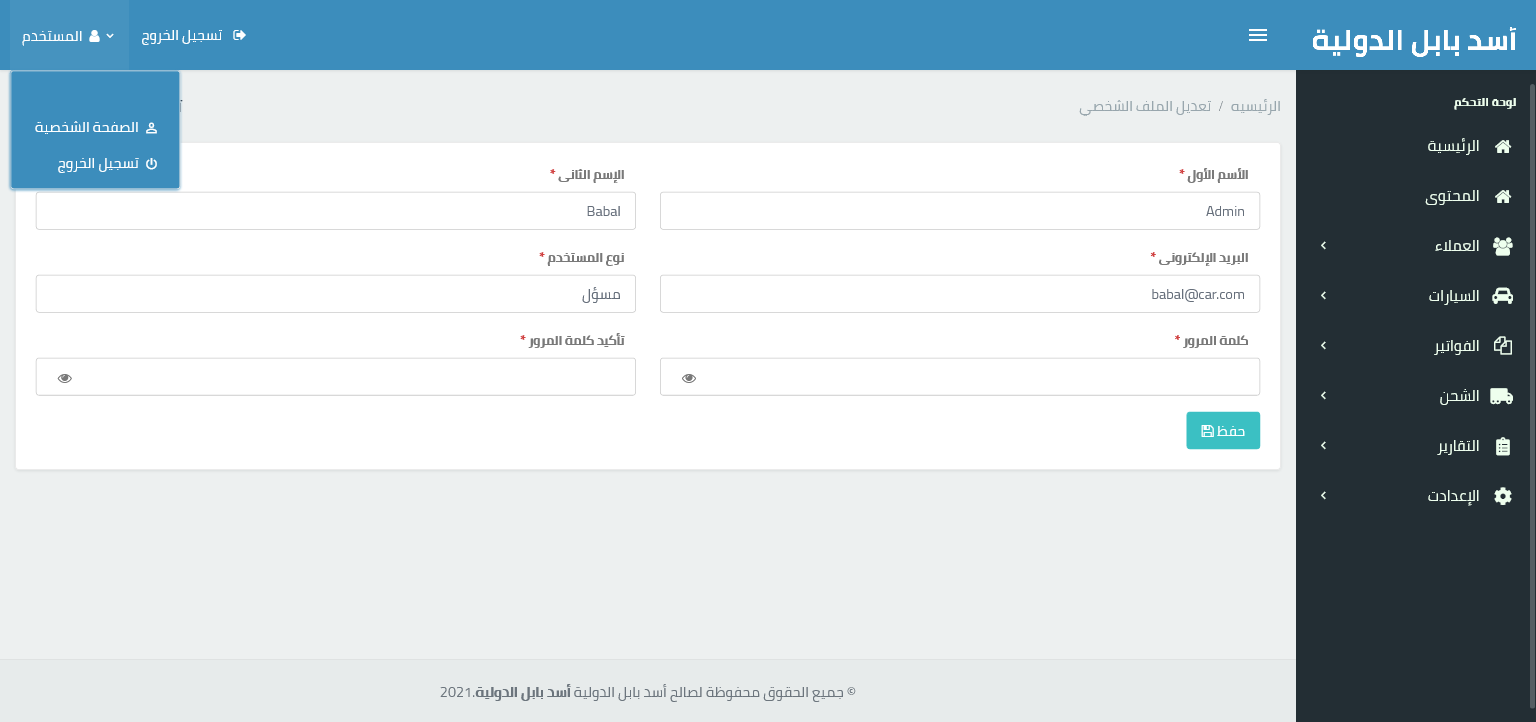 أسد بابل الدولية
تسجيل الخروج
المستخدم
الصفحة الشخصية
تسجيل الخروج
لوحة التحكم
الرئيسية
المحتوى
العملاء
السيارات
الفواتير
الشحن
التقارير
الإعدادت
الرئيسيه / تعديل الملف الشخصي
الأسم الأول *
Admin
الإسم الثانى *
Babal
البريد الإلكترونى *
babal@car.com
نوع المستخدم *
مسؤل
كلمة المرور *
تأكيد كلمة المرور *
حفظ
© جميع الحقوق محفوظة لصالح أسد بابل الدولية أسد بابل الدولية.2021